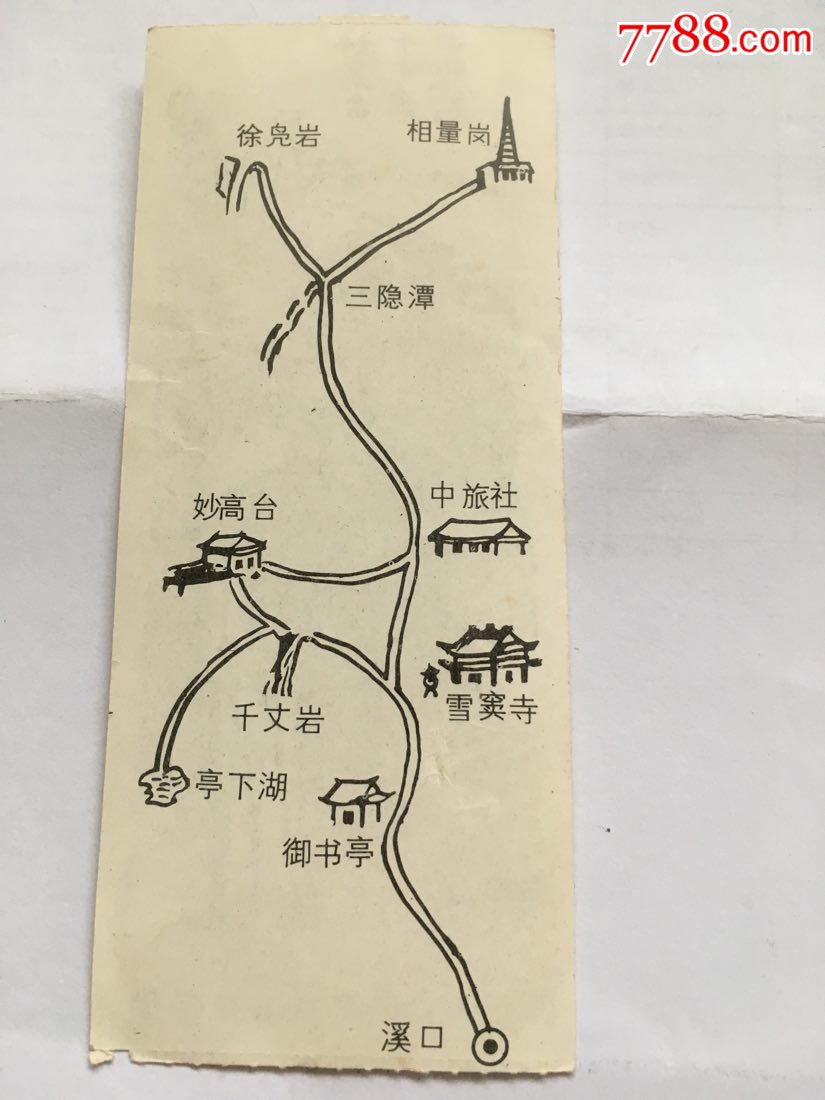 7788.com
徐凫岩
相量岗
三隐潭
妙高台
中旅社
雪窦寺
千丈岩
亭下湖
御书亭
溪口